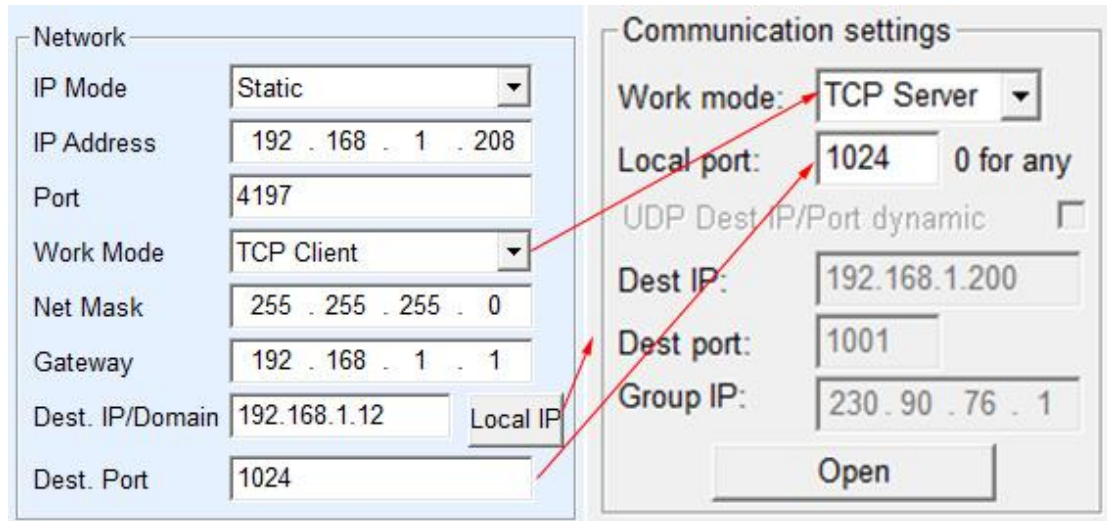 Network
IP Mode Static
IP Address 192 . 168 . 1 . 208
Port 4197
Work Mode TCP Client
Net Mask 255 . 255 . 255 . 0
Gateway 192 . 168 . 1 . 1
Dest. IP/Domain 192.168.1.12 Local IP
Dest. Port 1024
Communication settings
Work mode: TCP Server
Local port: 1024 0 for any
UDP Dest IP/Port dynamic
Dest IP: 192.168.1.200
Dest port: 1001
Group IP: 230 . 90 . 76 . 1
Open